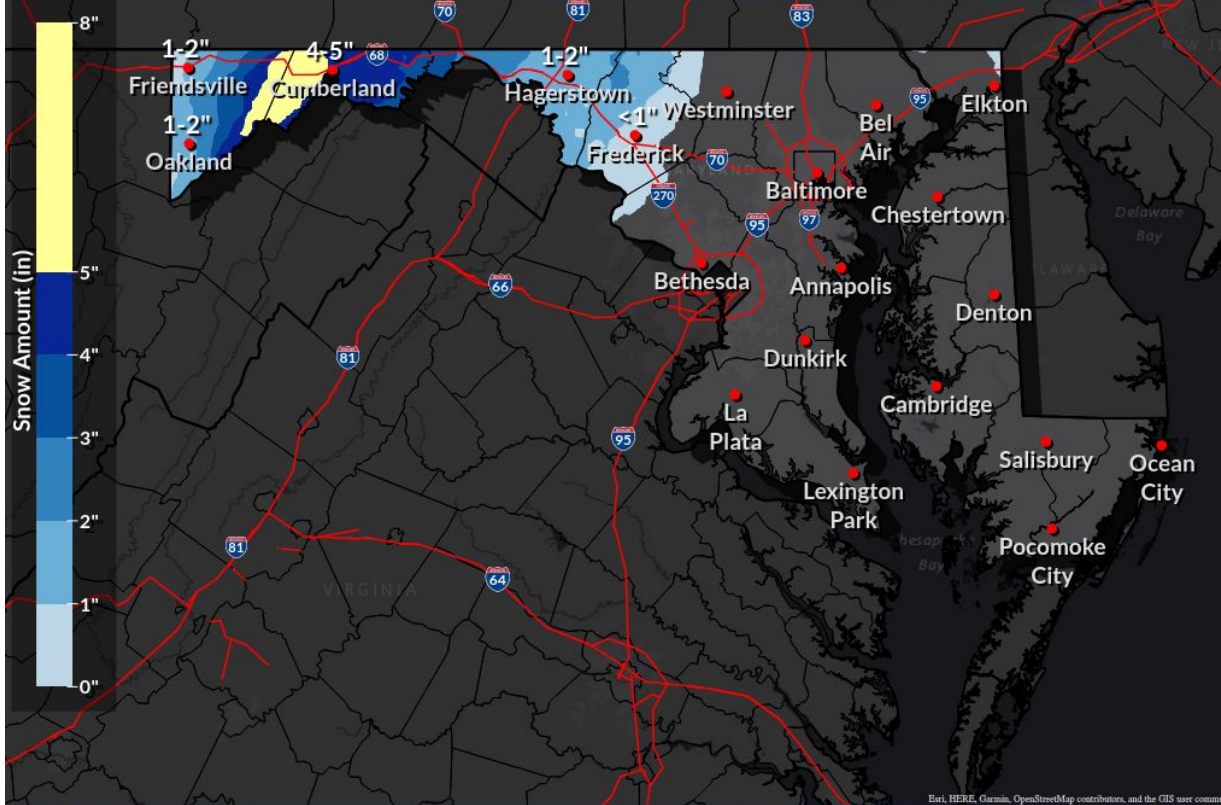 8"
5"
4"
3"
2"
1"
0"
Snow Amount (in)
70
81
83
1-2"
Friendsville
4-5"
68
Cumberland
1-2"
Hagerstown
1-2"
Oakland
<1"
Frederick
Westminster
Bel
Air
95
Elkton
70
MARYLAND
Baltimore
270
95
97
Chestertown
Delaware
Bay
Bethesda
Annapolis
DELAWARE
66
Denton
81
Dunkirk
95
La
Plata
Cambridge
Salisbury
Ocean
City
Lexington
Park
81
64
VIRGINIA
Chesapeake
Bay
Pocomoke
City
Esri, HERE, Garmin, OpenStreetMap contributors, and the GIS user comm